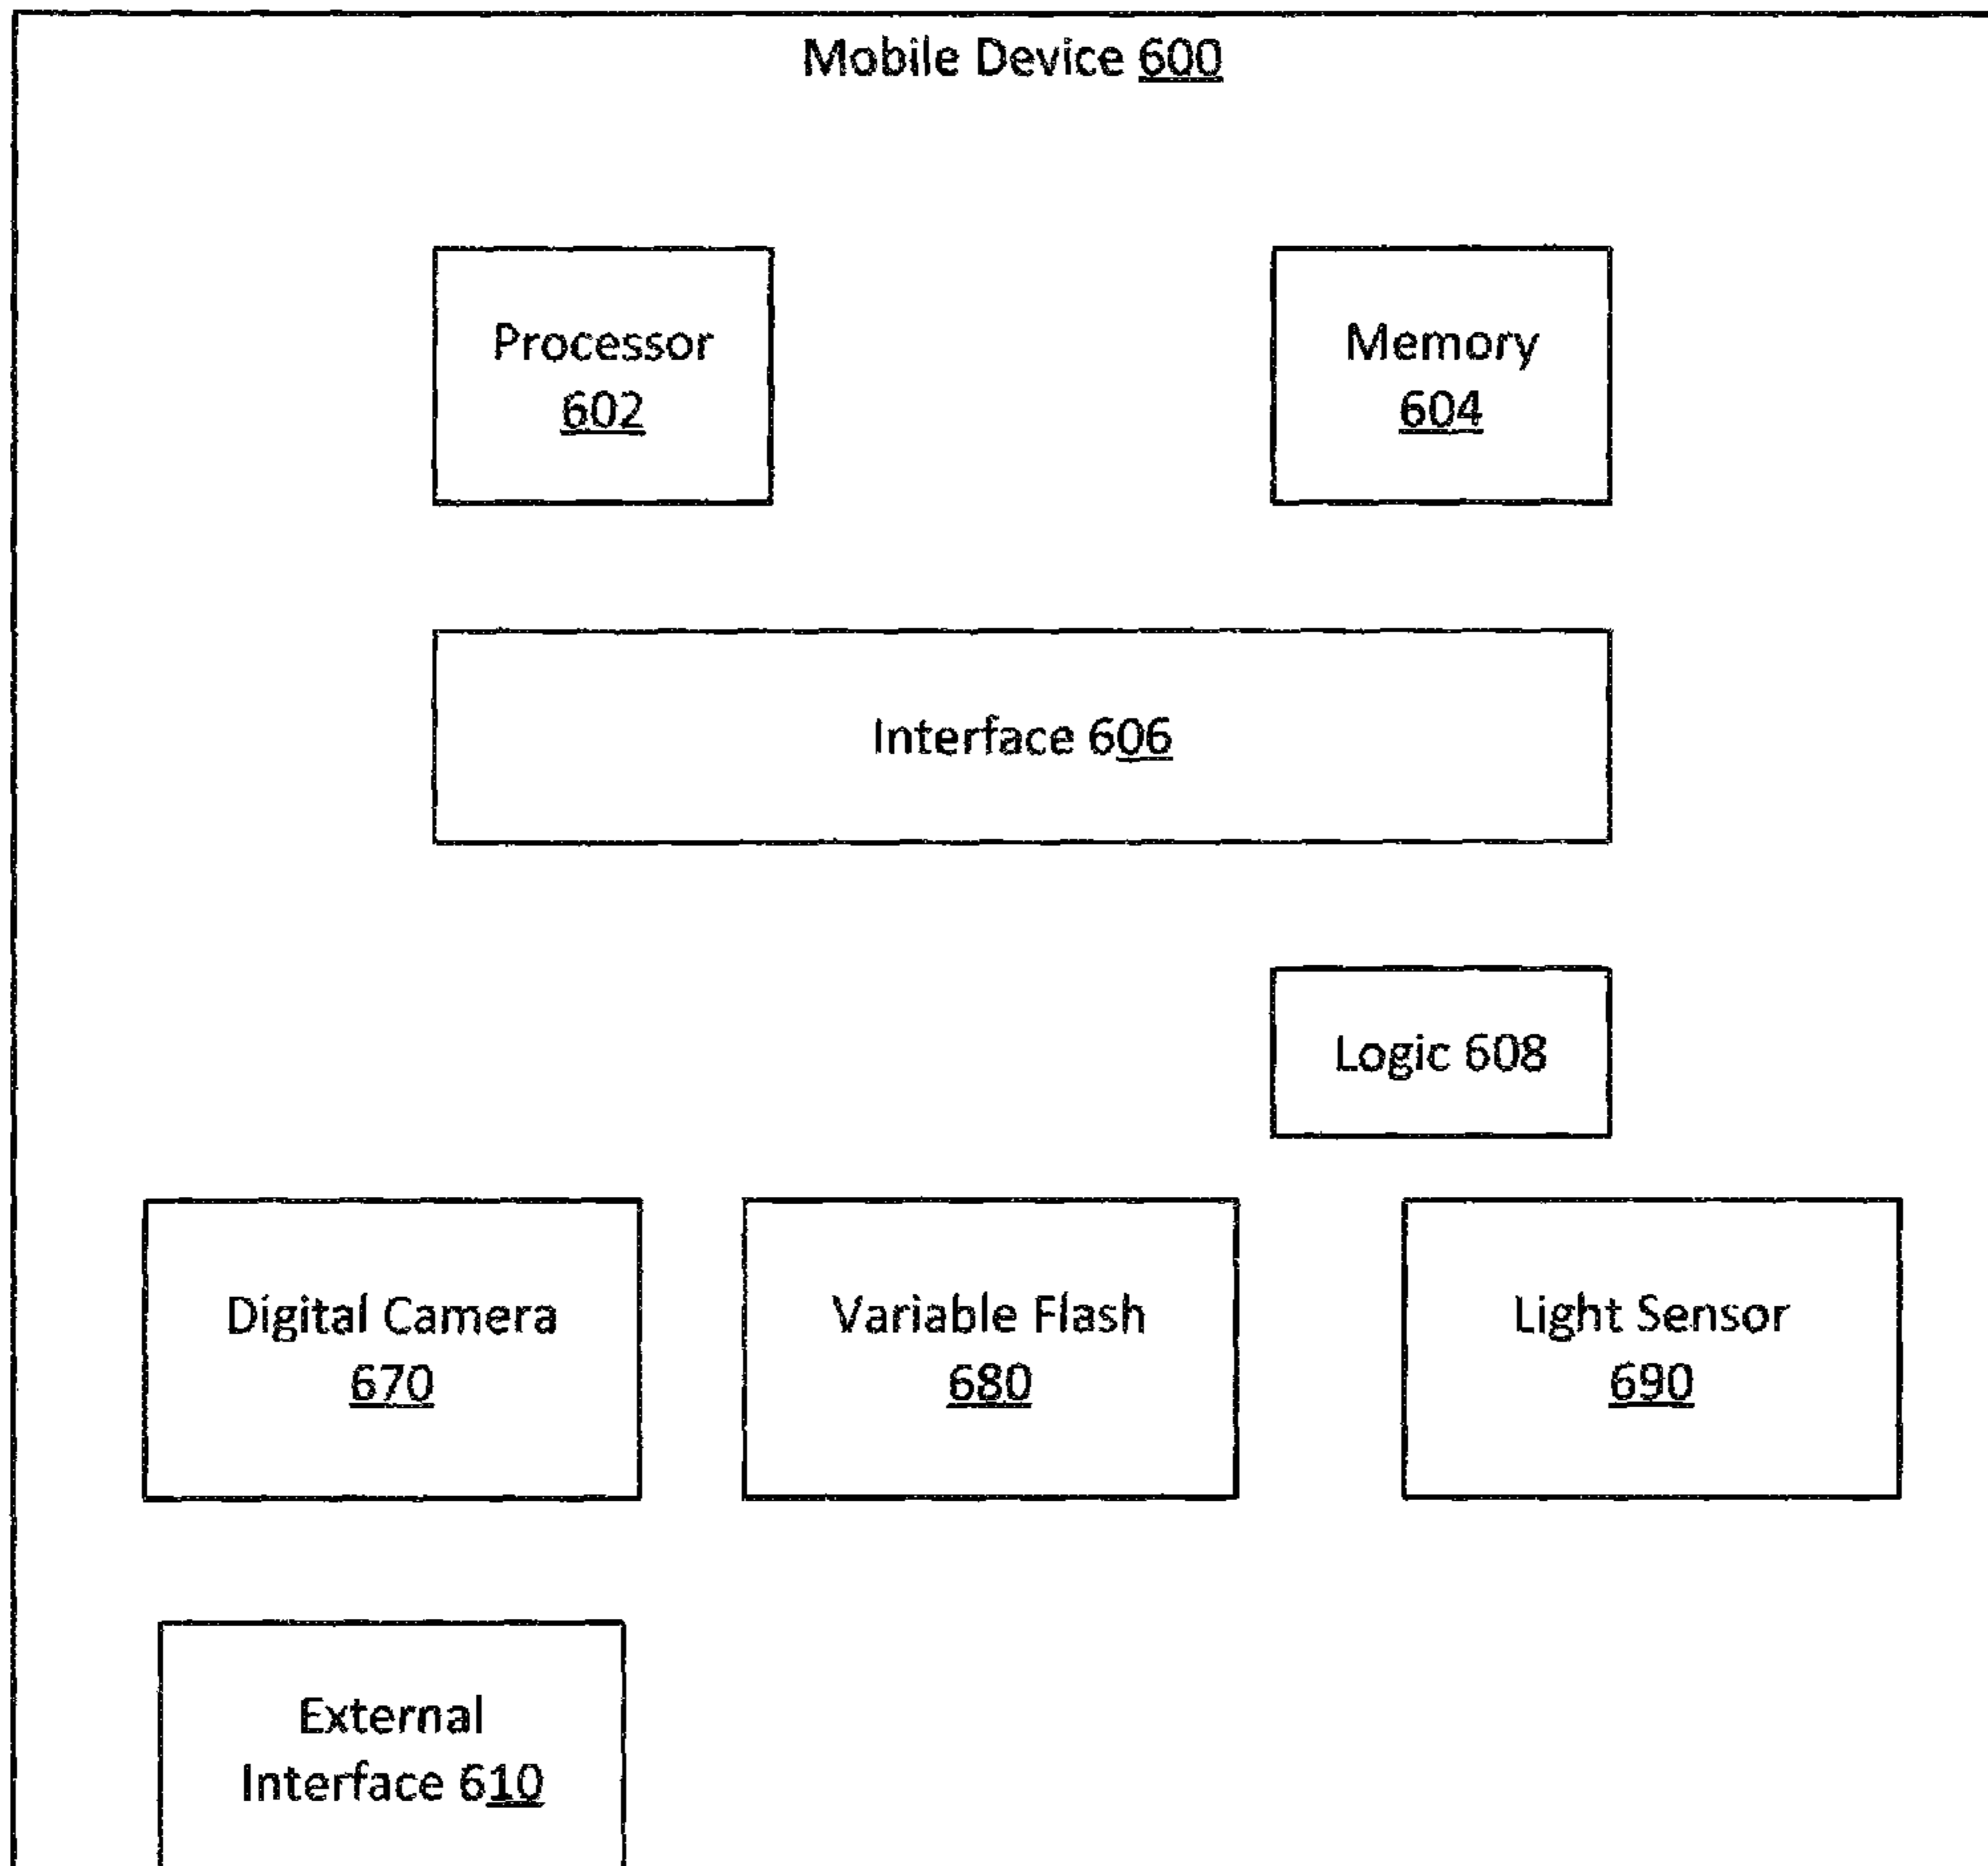 Mobile Device 600
Processor
602
Memory
604
Interface 606
Logic 608
Digital Camera
670
Variable Flash
680
Light Sensor
690
External
Interface 610